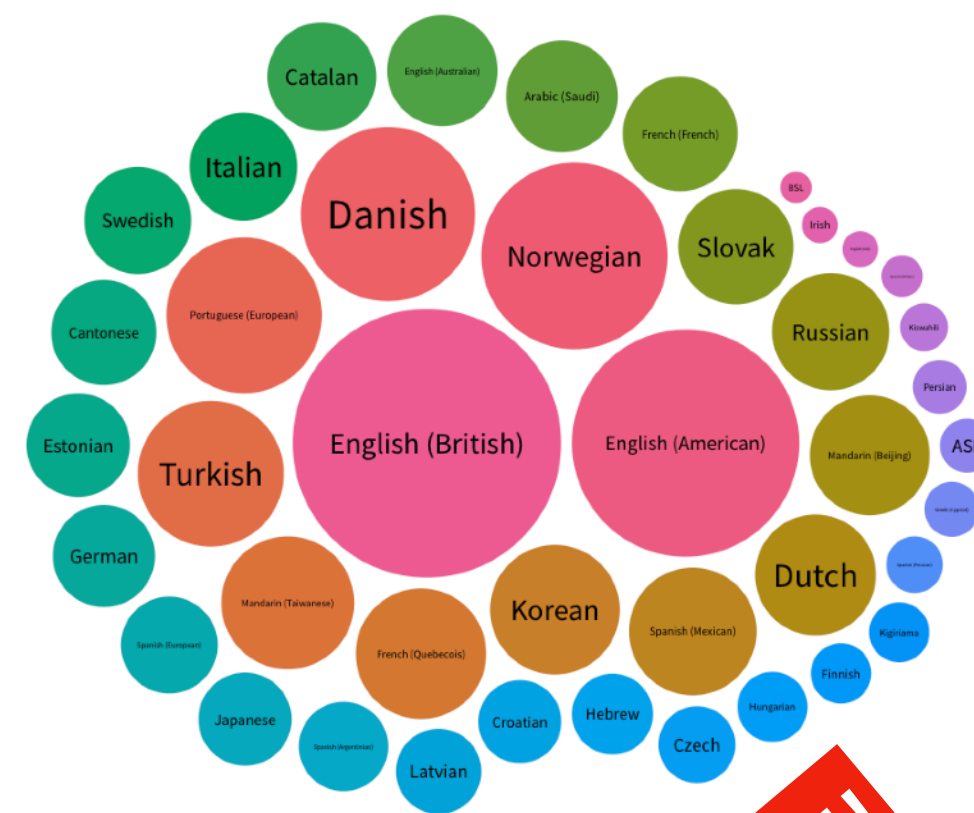 Catalan
English (Australian)
Arabic (Saudi)
French (French)
Italian
Danish
Norwegian
Slovak
BSL
Irish
Swedish
Portuguese (European)
Russian
Kiswahili
Cantonese
Persian
English (British)
English (American)
Mandarin (Beijing)
AS
Estonian
Turkish
German
Mandarin (Taiwanese)
Korean
Dutch
Spanish (European)
French (Quebecois)
Spanish (Mexican)
Kigiriama
Finnish
Japanese
Spanish (Argentinian)
Croatian
Hebrew
Hungarian
Czech
Latvian